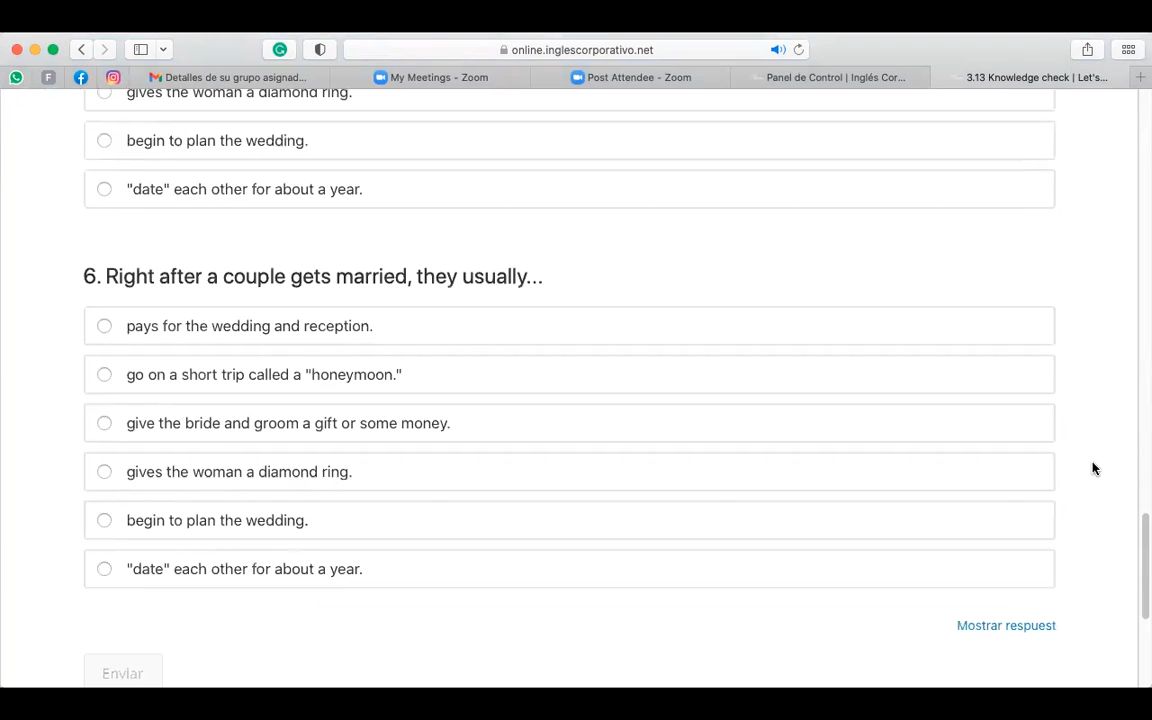 online.inglescorporativo.net
F
Detalles de su grupo asignad...
My Meetings - Zoom
Post Attendee - Zoom
Panel de Control | Inglés Cor...
3.13 Knowledge check | Let's...
gives the woman a diamond ring.
begin to plan the wedding.
"date" each other for about a year.
6. Right after a couple gets married, they usually...
pays for the wedding and reception.
go on a short trip called a "honeymoon."
give the bride and groom a gift or some money.
gives the woman a diamond ring.
begin to plan the wedding.
"date" each other for about a year.
Mostrar respuest
Enviar